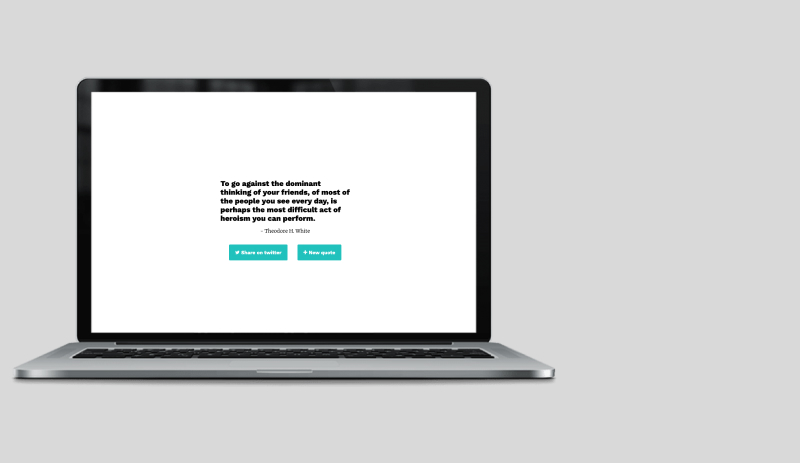 To go against the dominant
thinking of your friends, of most of
the people you see every day, is
perhaps the most difficult act of
heroism you can perform.
- Theodore H. White
Share on twitter
+ New quote